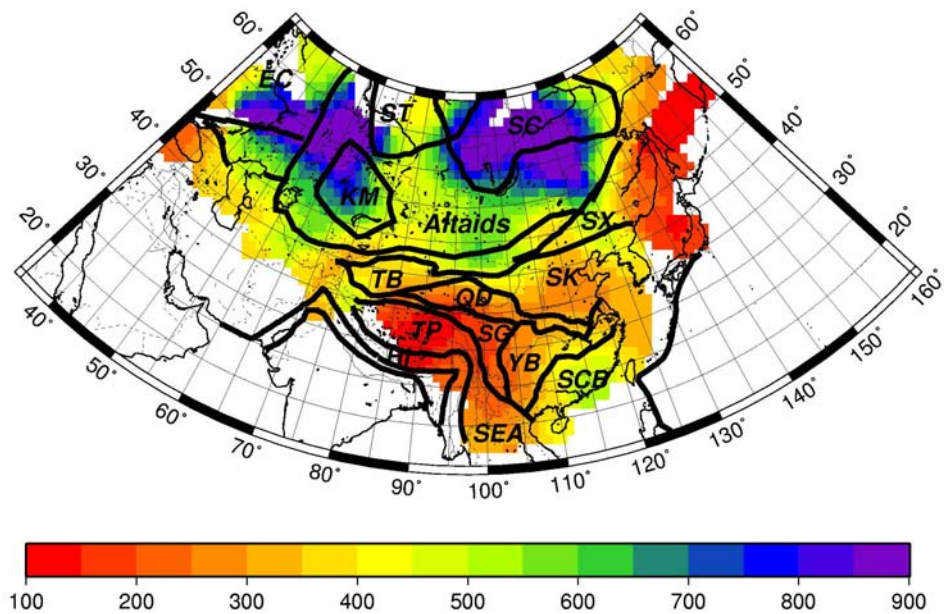 60° 60°
50° 50°
40° 40°
30° 30°
20° 20°
EC
ST
SC
KM
Altaids
SX
TB
QD
SK
TP
SG
YB
SCB
SEA
40° 160°
50° 150°
60° 140°
70° 130°
80° 120°
90° 100° 110°
100 200 300 400 500 600 700 800 900